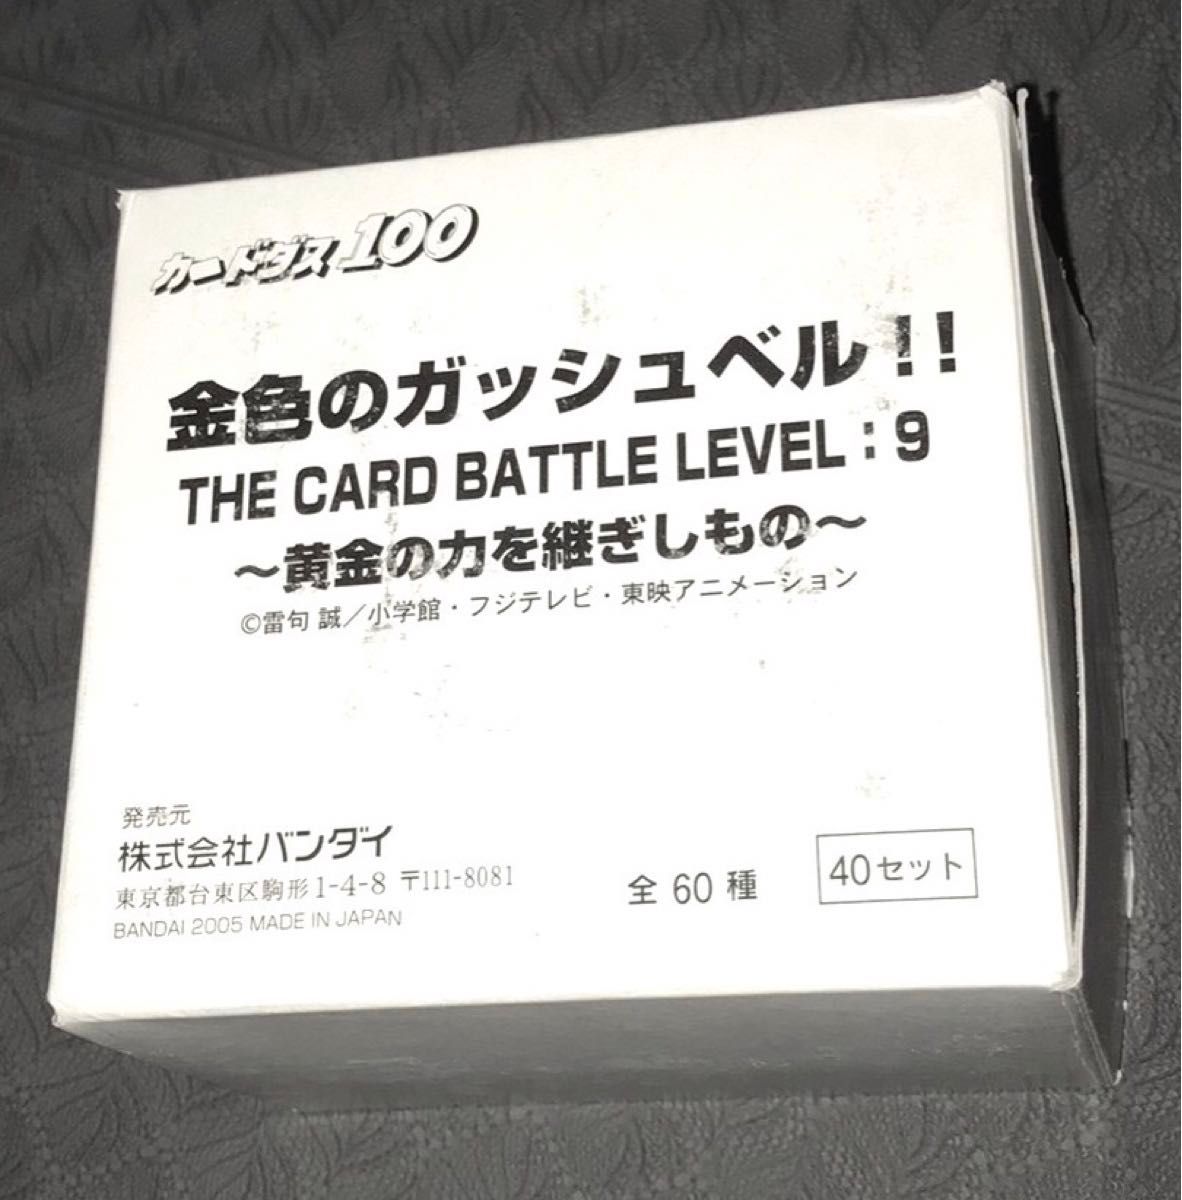 カードダス100
金色のガッシュベル!!
THE CARD BATTLE LEVEL:9
~黄金の力を継ぎしもの~
©雷句 誠/小学館・フジテレビ・東映アニメーション
発売元
株式会社バンダイ
東京都台東区駒形1-4-8 〒111-8081
BANDAI 2005 MADE IN JAPAN
全60種
40セット